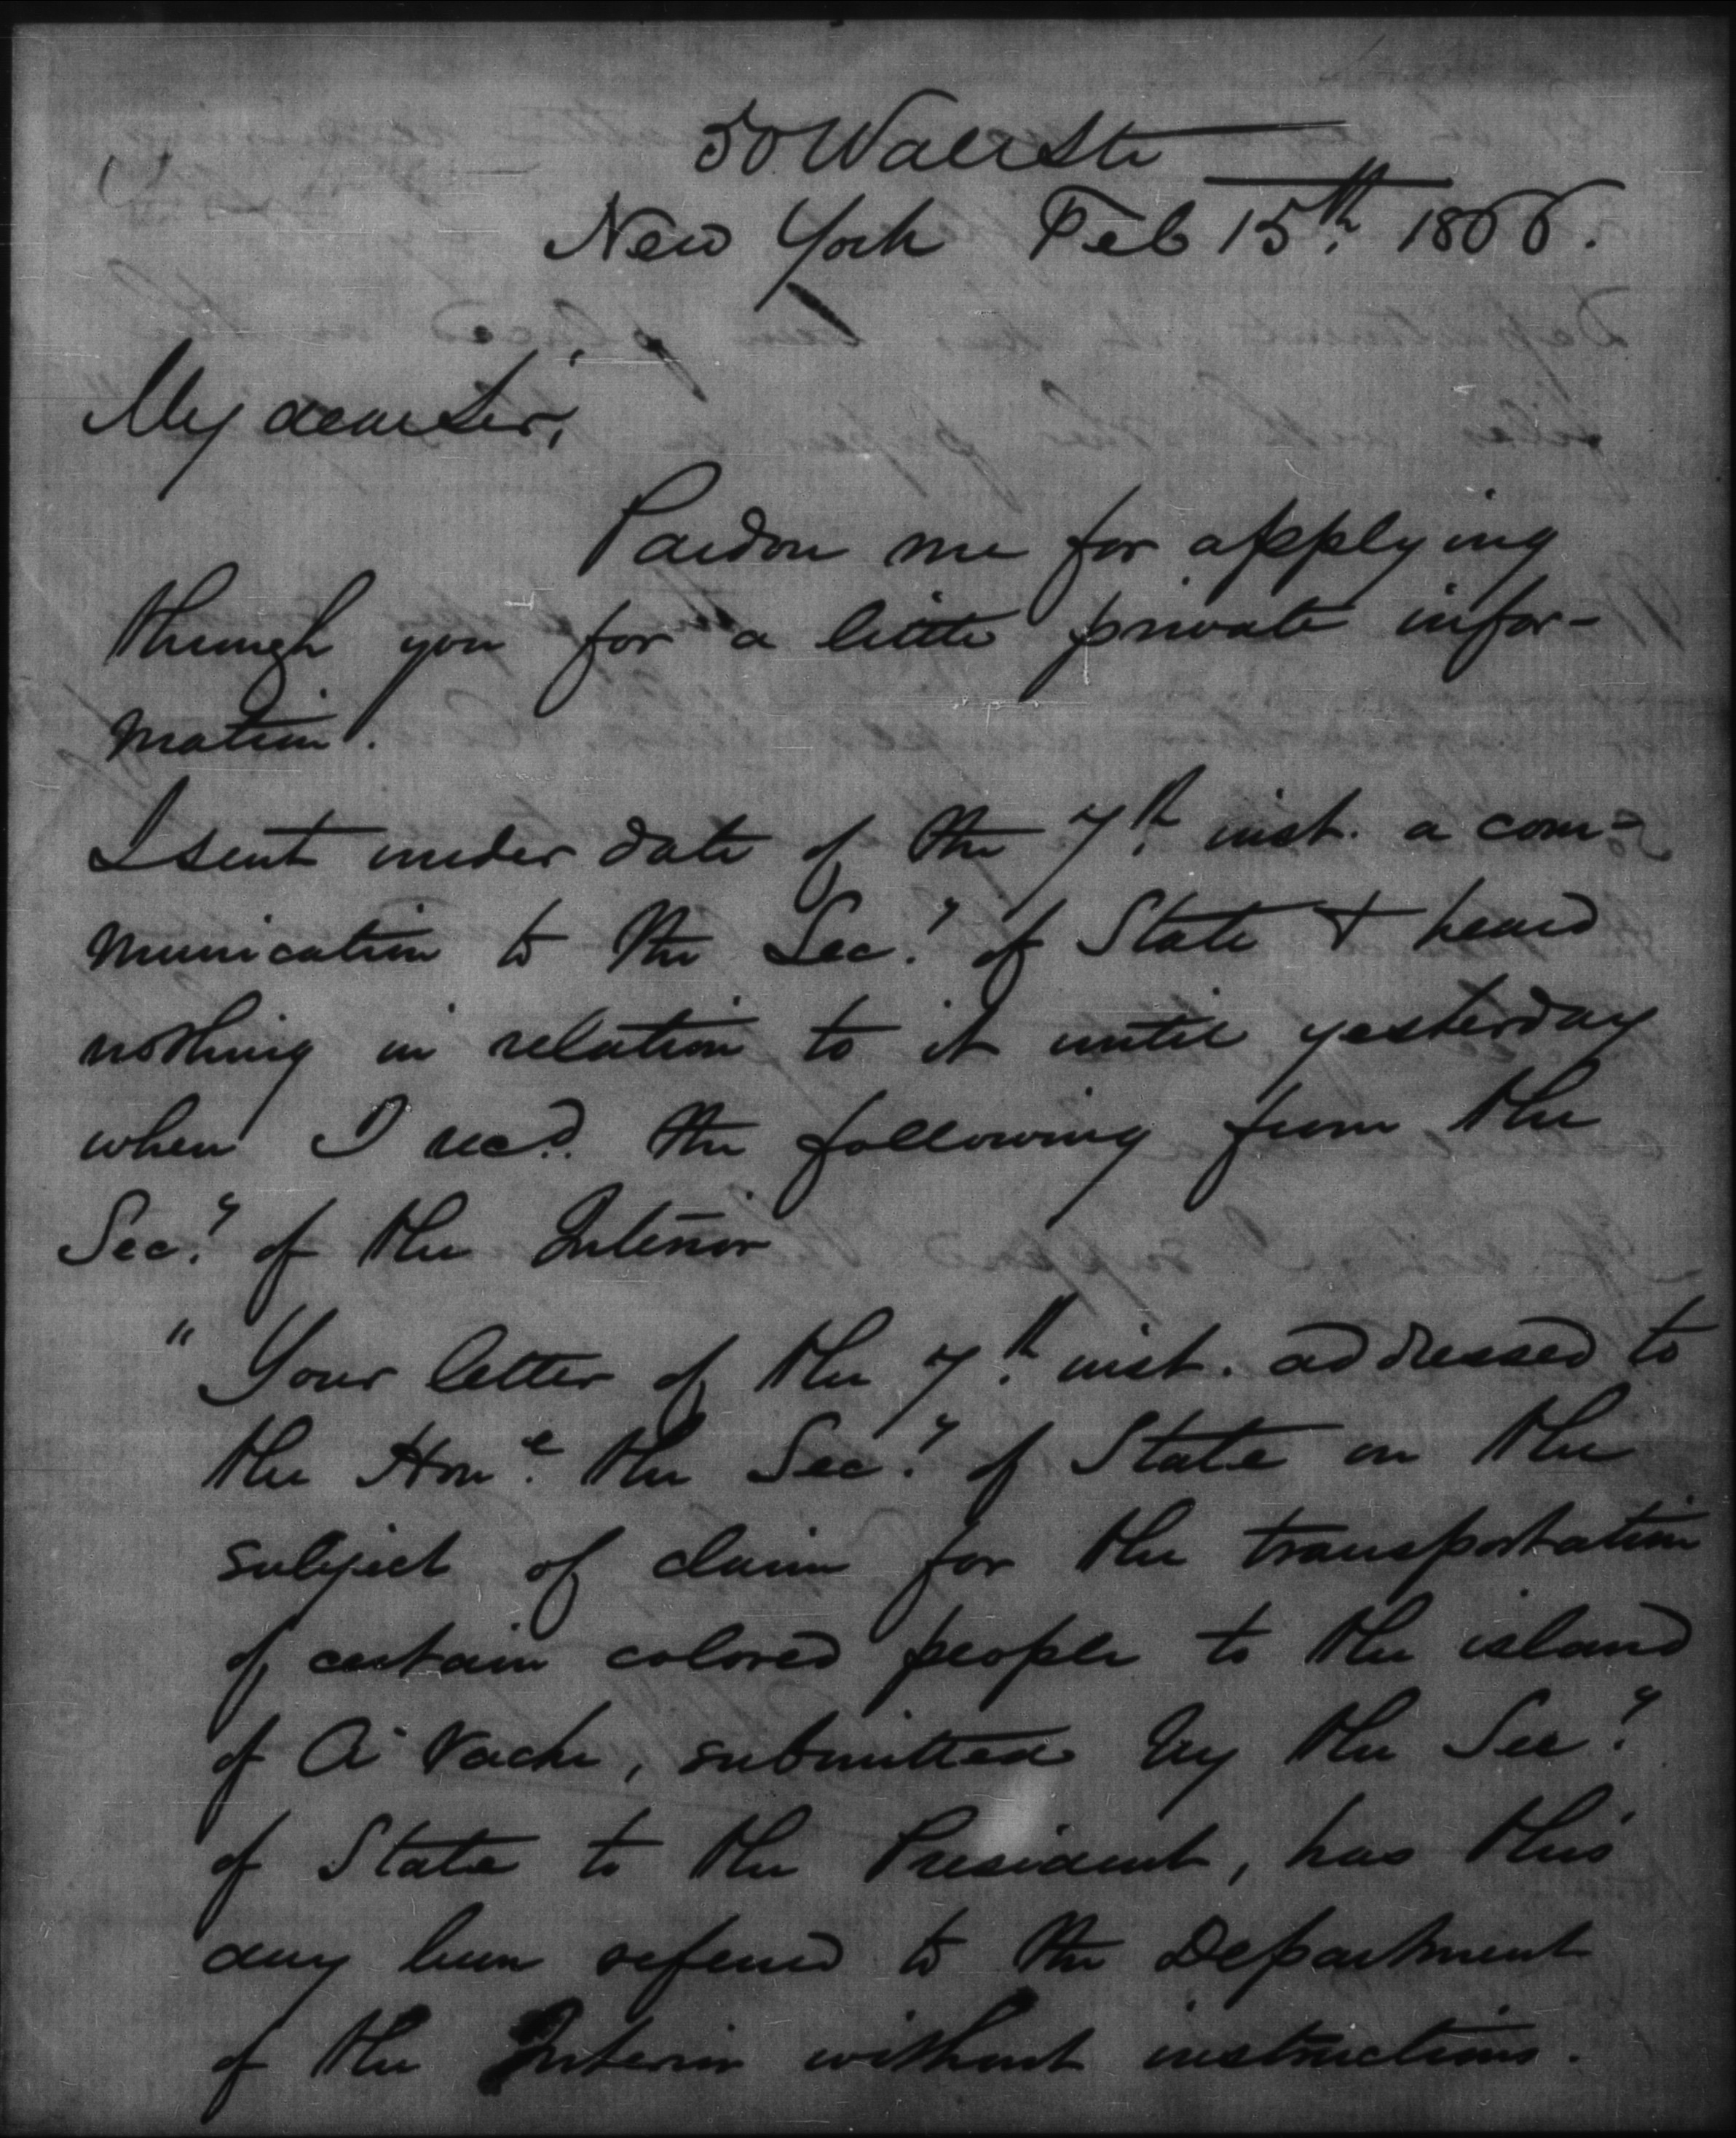 50 Wall St.
New York Feb 15th 1866.
My dear Sir,
Pardon me for applying
through you for a little private infor-
mation.
I sent under date of the 7th inst. a com-
munication to the Secy of State & heard
nothing in relation to it until yesterday
when I recd. the following from the
Secy of the Interior
"Your letter of the 7th inst. addressed to
the Hone the Secy of State on the
subject of claim for the transportation
of certain colored people to the island
of A'Vache, submitted by the Secy
of State to the President, has this
day been referred to the Department
of the Interior without instructions.